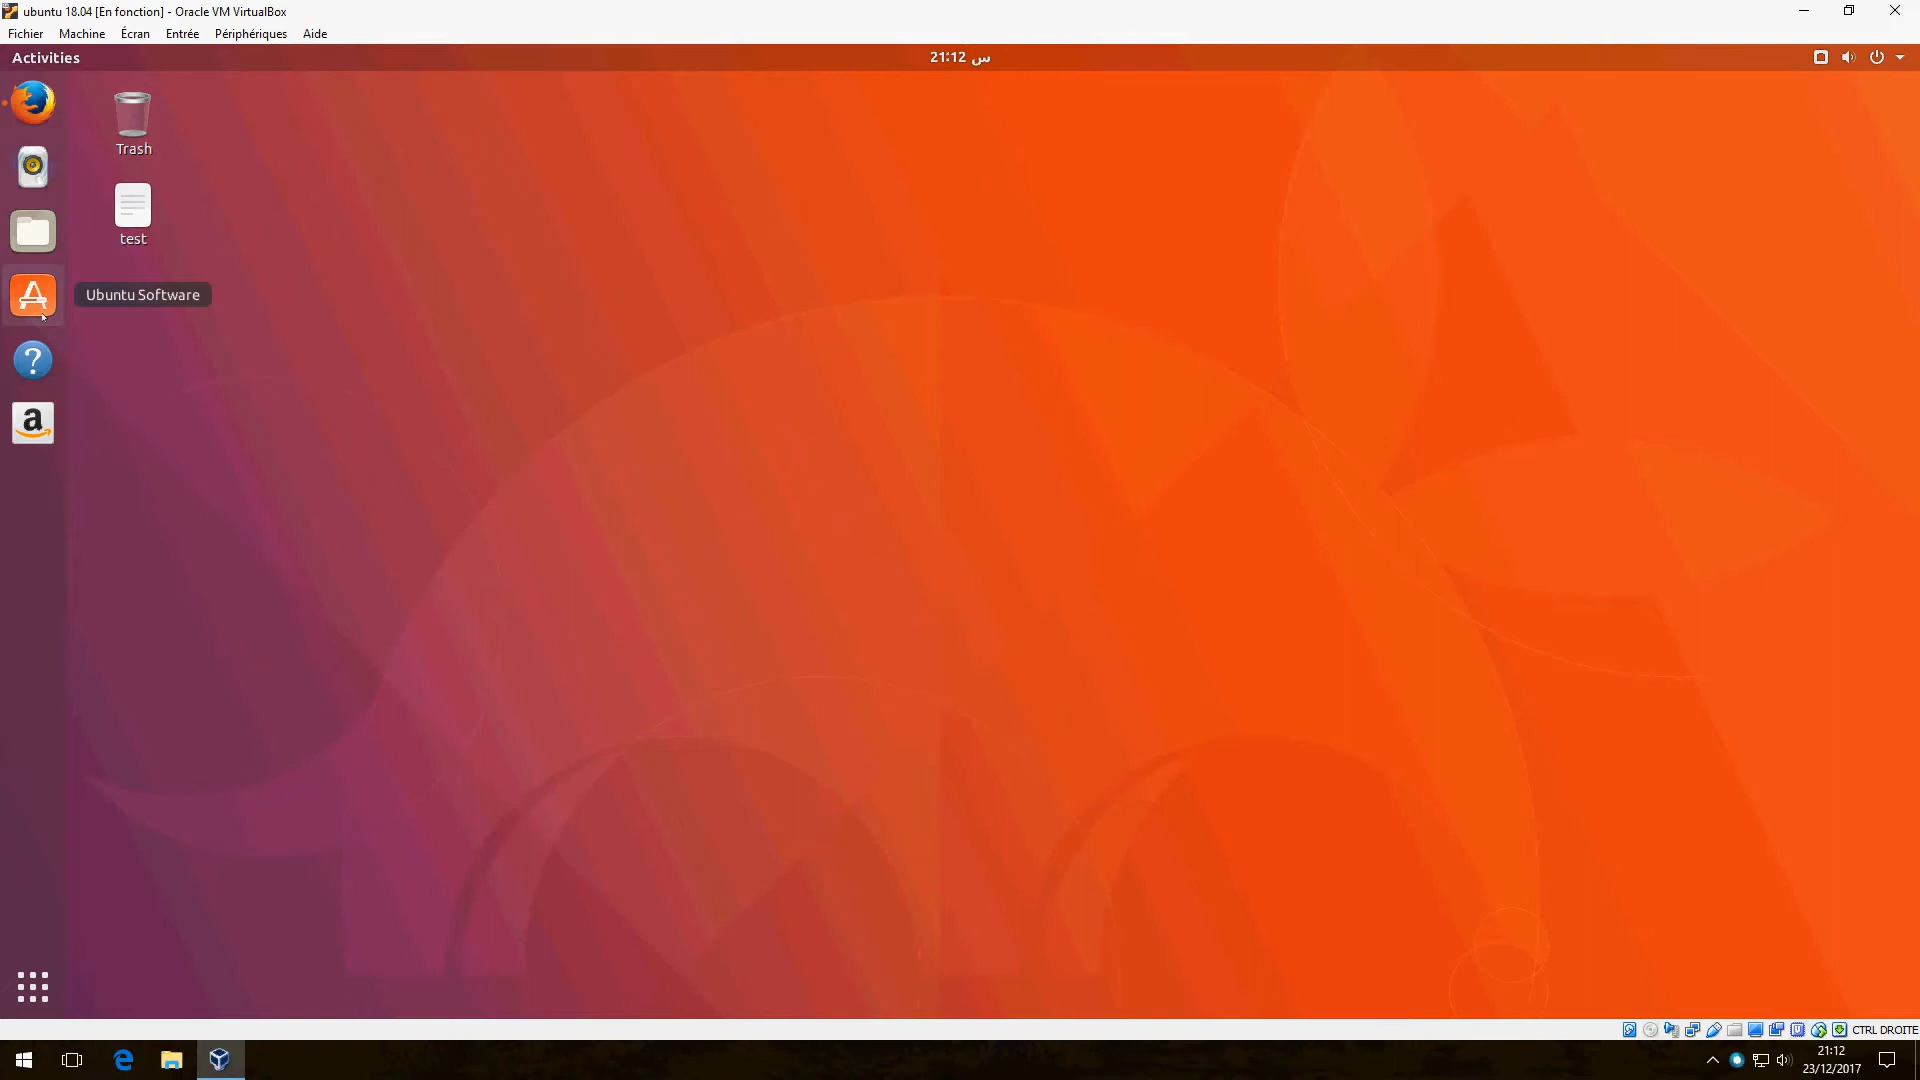 ubuntu 18.04 [En fonction] - Oracle VM VirtualBox
Fichier Machine Écran Entrée Périphériques Aide
Activities
س 21:12
Trash
test
Ubuntu Software
CTRL DROITE
21:12
23/12/2017